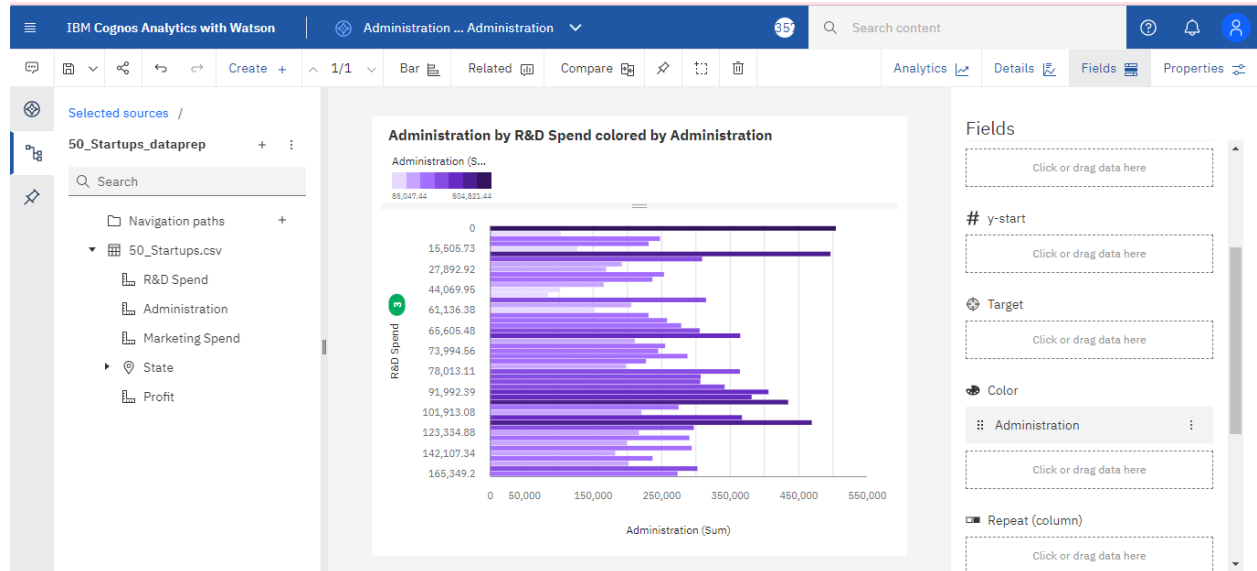 IBM Cognos Analytics with Watson
Administration ... Administration
357
Search content
Create +
1/1
Bar
Related
Compare
Analytics
Details
Fields
Properties
Selected sources /
50_Startups_dataprep
Search
Navigation paths
50_Startups.csv
R&D Spend
Administration
Marketing Spend
State
Profit
Administration by R&D Spend colored by Administration
Administration (S...
85,047.44 504,821.44
0
15,505.73
27,892.92
44,069.95
61,136.38
65,605.48
73,994.56
78,013.11
91,992.39
101,913.08
123,334.88
142,107.34
165,349.2
R&D Spend
3
0 50,000 150,000 250,000 350,000 450,000 550,000
Administration (Sum)
Fields
Click or drag data here
# y-start
Click or drag data here
Target
Click or drag data here
Color
Administration
Click or drag data here
Repeat (column)
Click or drag data here